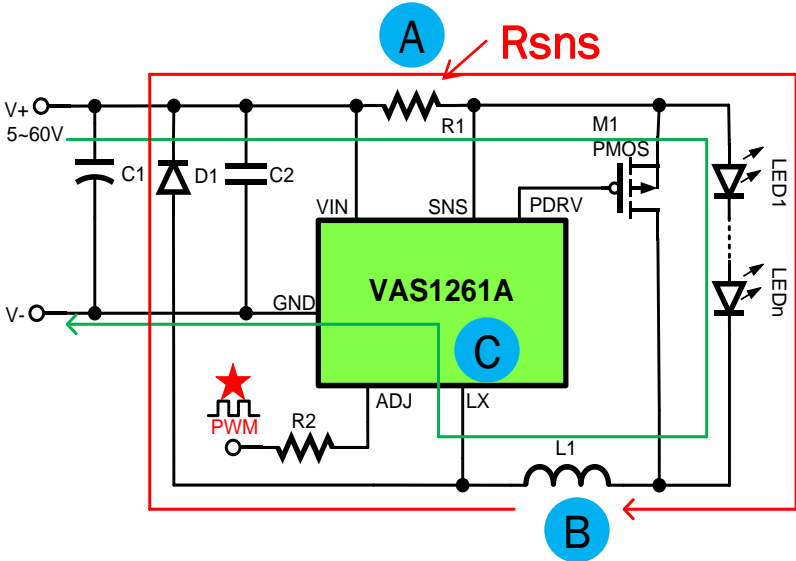 A
Rsns
V+
5~60V
R1
M1
PMOS
C1
D1
C2
LED1
VIN
SNS
PDRV
VAS1261A
GND
LEDn
V-
C
ADJ
LX
PWM
R2
L1
B